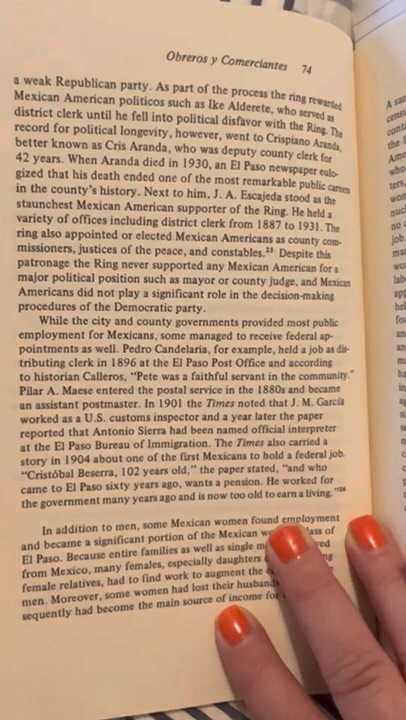 Obreros y Comerciantes 74
a weak Republican party. As part of the process the ring rewarded
Mexican American politicos such as Ike Alderete, who served as
district clerk until he fell into political disfavor with the Ring. The
record for political longevity, however, went to Crispiano Aranda,
better known as Cris Aranda, who was deputy county clerk for
42 years. When Aranda died in 1930, an El Paso newspaper eulo-
gized that his death ended one of the most remarkable public careers
in the county's history. Next to him, J. A. Escajeda stood as the
staunchest Mexican American supporter of the Ring. He held a
variety of offices including district clerk from 1887 to 1931. The
ring also appointed or elected Mexican Americans as county com-
missioners, justices of the peace, and constables.²⁵ Despite this
patronage the Ring never supported any Mexican American for a
major political position such as mayor or county judge, and Mexican
Americans did not play a significant role in the decision-making
procedures of the Democratic party.
While the city and county governments provided most public
employment for Mexicans, some managed to receive federal ap-
pointments as well. Pedro Candelaria, for example, held a job as dis-
tributing clerk in 1896 at the El Paso Post Office and according
to historian Calleros, "Pete was a faithful servant in the community."
Pilar A. Maese entered the postal service in the 1880s and became
an assistant postmaster. In 1901 the Times noted that J. M. García
worked as a U.S. customs inspector and a year later the paper
reported that Antonio Sierra had been named official interpreter
at the El Paso Bureau of Immigration. The Times also carried a
story in 1904 about one of the first Mexicans to hold a federal job.
"Cristóbal Beserra, 102 years old," the paper stated, "and who
came to El Paso sixty years ago, wants a pension. He worked for
the government many years ago and is now too old to earn a living."²⁶
In addition to men, some Mexican women found employment
and became a significant portion of the Mexican of
El Paso. Because entire families as well as single
from Mexico, many females, especially daughters
female relatives, had to find work to augment the
men. Moreover, some women had lost their husbands
sequently had become the main source of income for